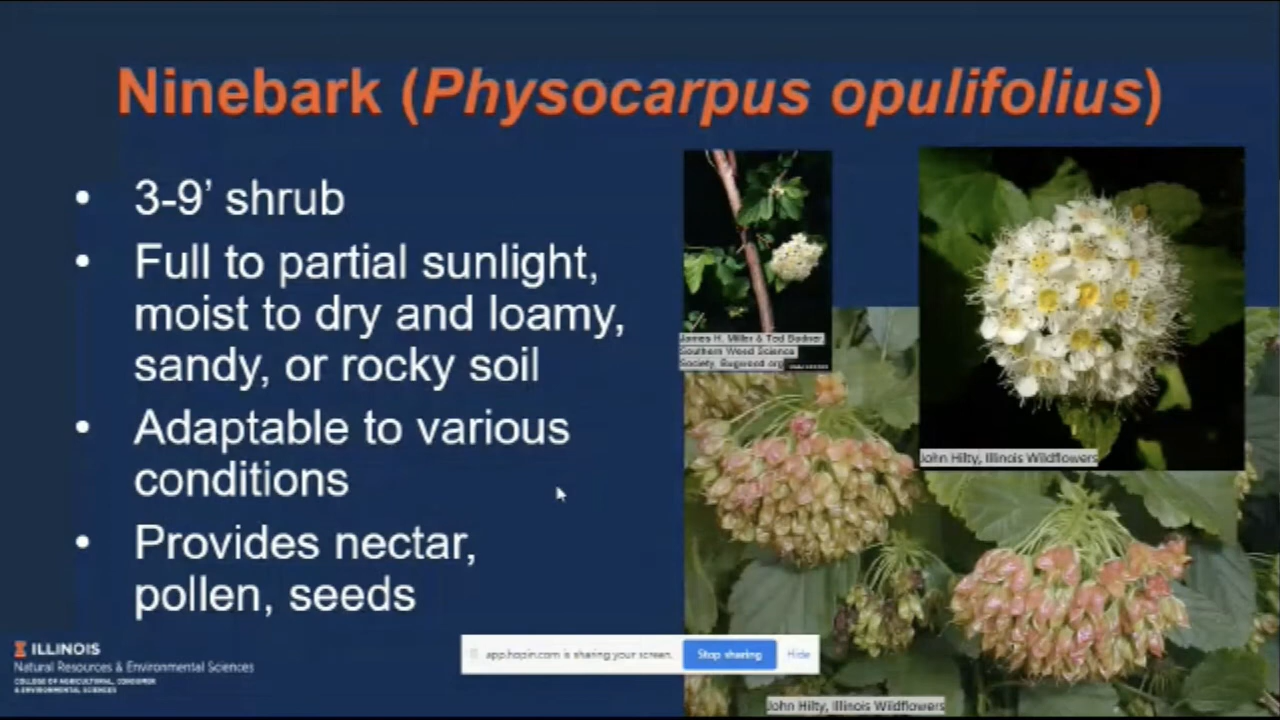 Ninebark (Physocarpus opulifolius)
• 3-9’ shrub
• Full to partial sunlight,
moist to dry and loamy,
sandy, or rocky soil
• Adaptable to various
conditions
• Provides nectar,
pollen, seeds
James H. Miller & Ted Bodner,
Southern Weed Science
Society, Bugwood.org
John Hilty, Illinois Wildflowers
John Hilty, Illinois Wildflowers
I ILLINOIS
Natural Resources & Environmental Sciences
COLLEGE OF AGRICULTURAL, CONSUMER
& ENVIRONMENTAL SCIENCES
app.hopin.com is sharing your screen.
Stop sharing
Hide